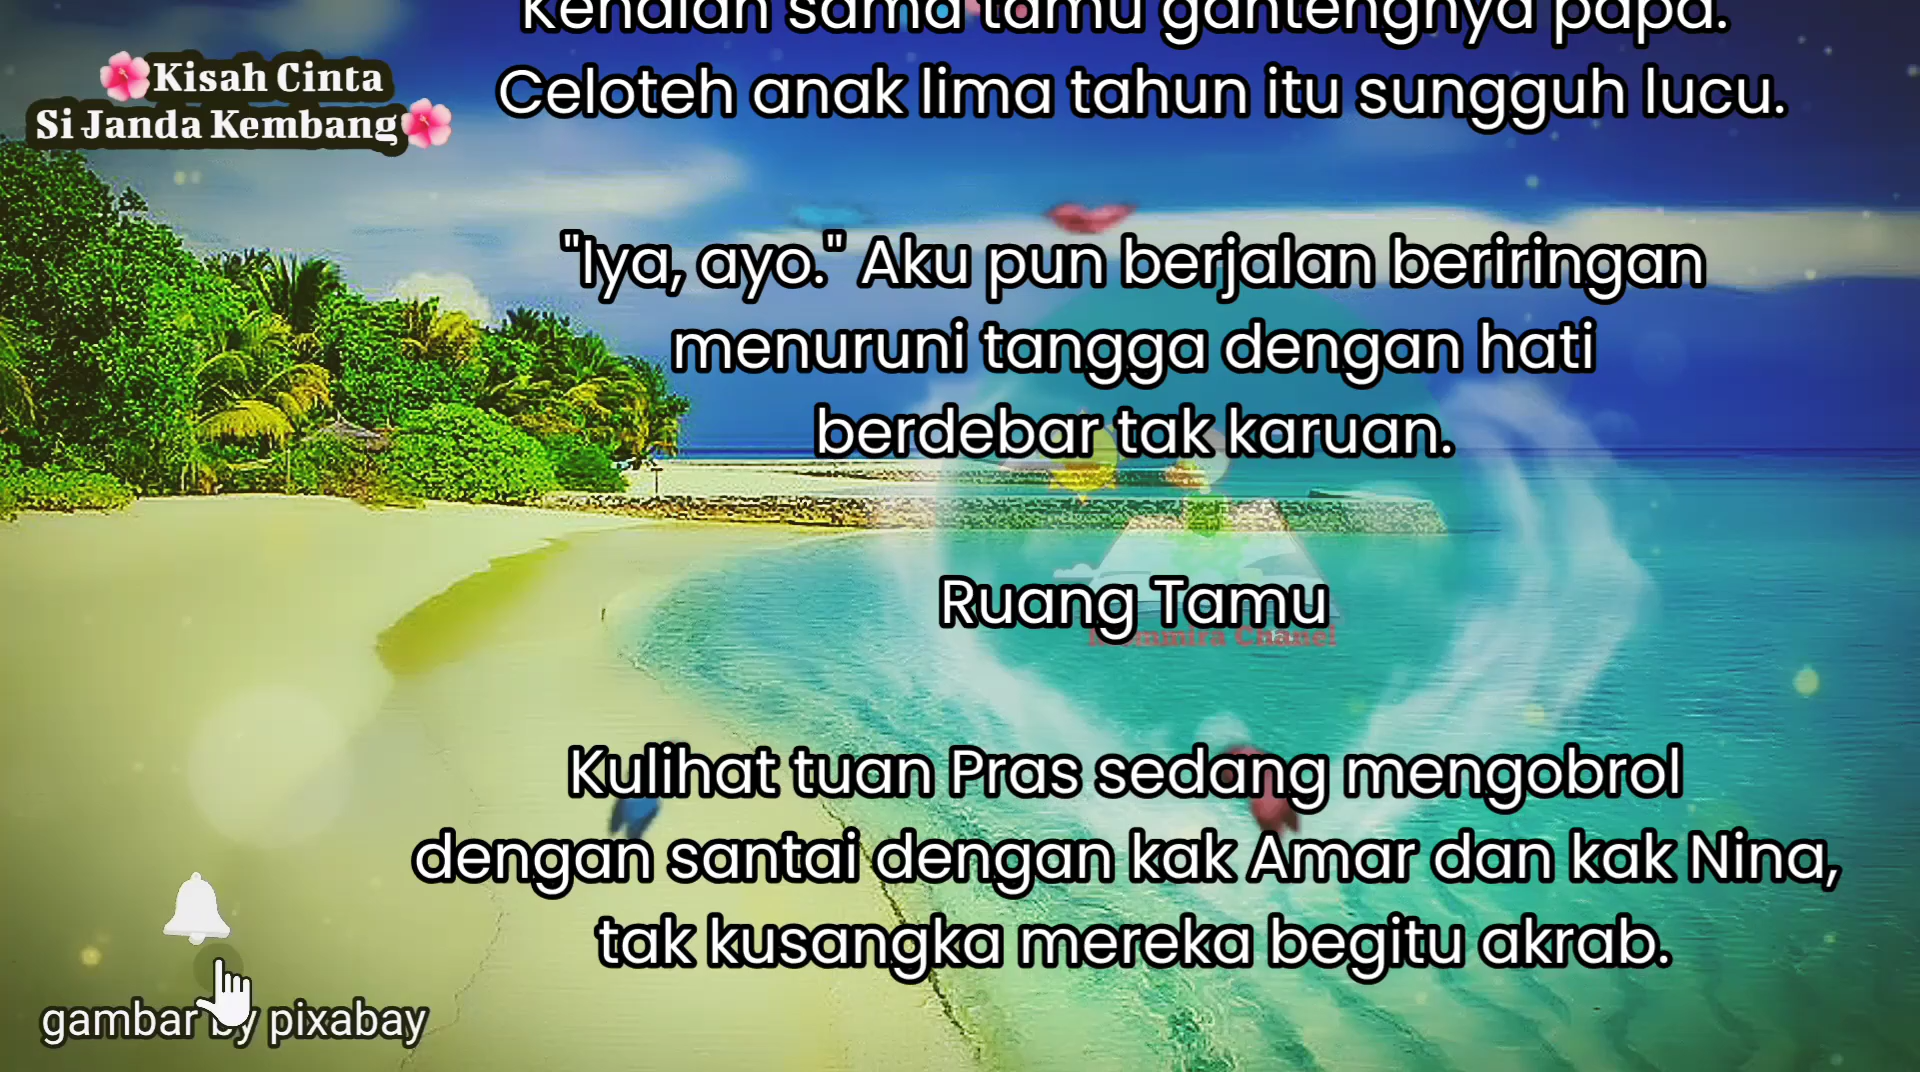 Kenalan sama tamu gantengnya papa.
Celoteh anak lima tahun itu sungguh lucu.
Kisah Cinta
Si Janda Kembang
"Iya, ayo." Aku pun berjalan beriringan
menuruni tangga dengan hati
berdebar tak karuan.
Ruang Tamu
Chanel
Kulihat tuan Pras sedang mengobrol
dengan santai dengan kak Amar dan kak Nina,
tak kusangka mereka begitu akrab.
gambar by pixabay